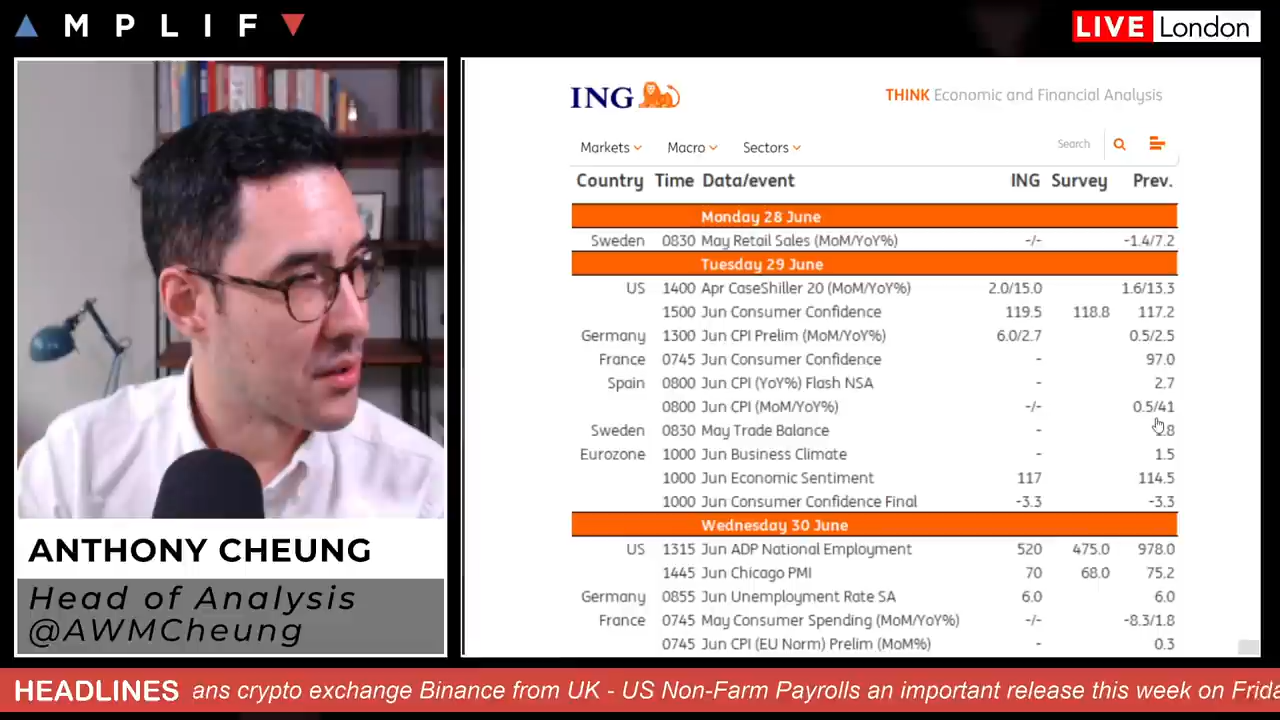 AMPLIFY
LIVE London
ING
THINK Economic and Financial Analysis
Markets Macro Sectors Search
Country Time Data/event ING Survey Prev.
Monday 28 June
Sweden 0830 May Retail Sales (MoM/YoY%) -/- -1.4/7.2
Tuesday 29 June
US 1400 Apr CaseShiller 20 (MoM/YoY%) 2.0/15.0 1.6/13.3
1500 Jun Consumer Confidence 119.5 118.8 117.2
Germany 1300 Jun CPI Prelim (MoM/YoY%) 6.0/2.7 0.5/2.5
France 0745 Jun Consumer Confidence - 97.0
Spain 0800 Jun CPI (YoY%) Flash NSA - 2.7
0800 Jun CPI (MoM/YoY%) -/- 0.5/41
Sweden 0830 May Trade Balance - .8
Eurozone 1000 Jun Business Climate - 1.5
1000 Jun Economic Sentiment 117 114.5
1000 Jun Consumer Confidence Final -3.3 -3.3
Wednesday 30 June
US 1315 Jun ADP National Employment 520 475.0 978.0
1445 Jun Chicago PMI 70 68.0 75.2
Germany 0855 Jun Unemployment Rate SA 6.0 6.0
France 0745 May Consumer Spending (MoM/YoY%) -/- -8.3/1.8
0745 Jun CPI (EU Norm) Prelim (MoM%) - 0.3
ANTHONY CHEUNG
Head of Analysis
@AWMCheung
HEADLINES ans crypto exchange Binance from UK - US Non-Farm Payrolls an important release this week on Frida